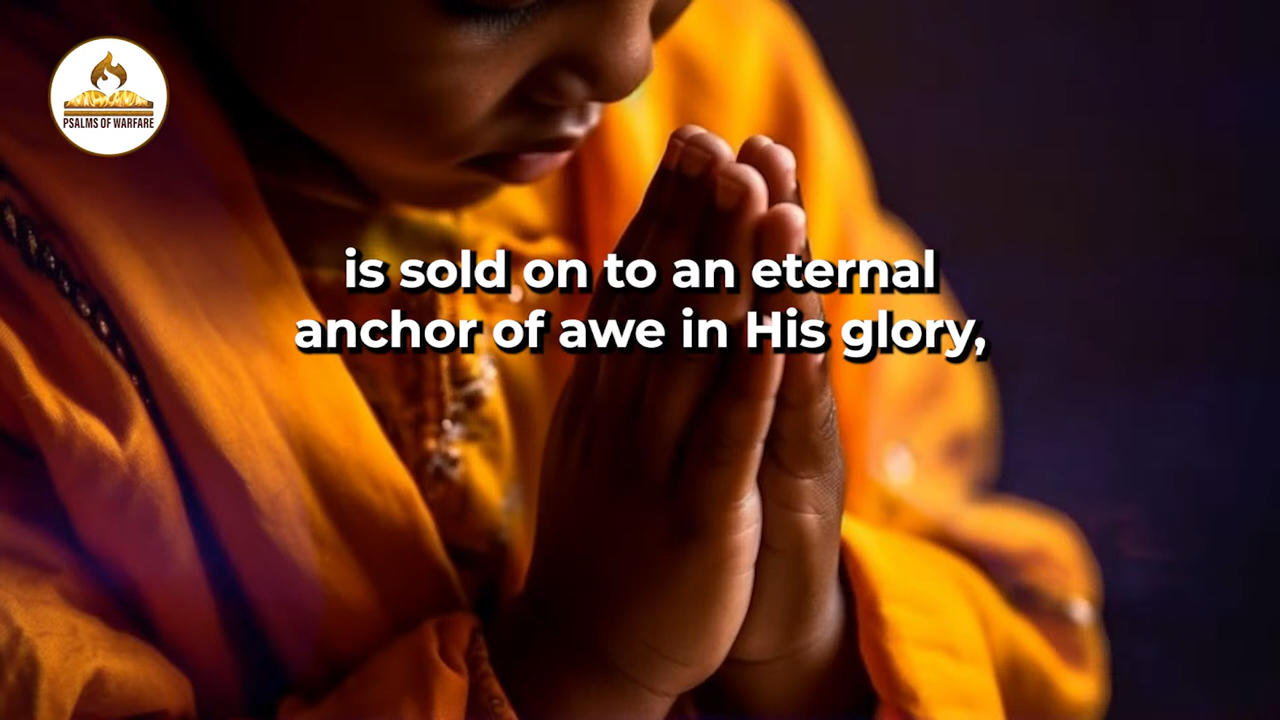 PSALMS OF WARFARE
is sold on to an eternal
anchor of awe in His glory,